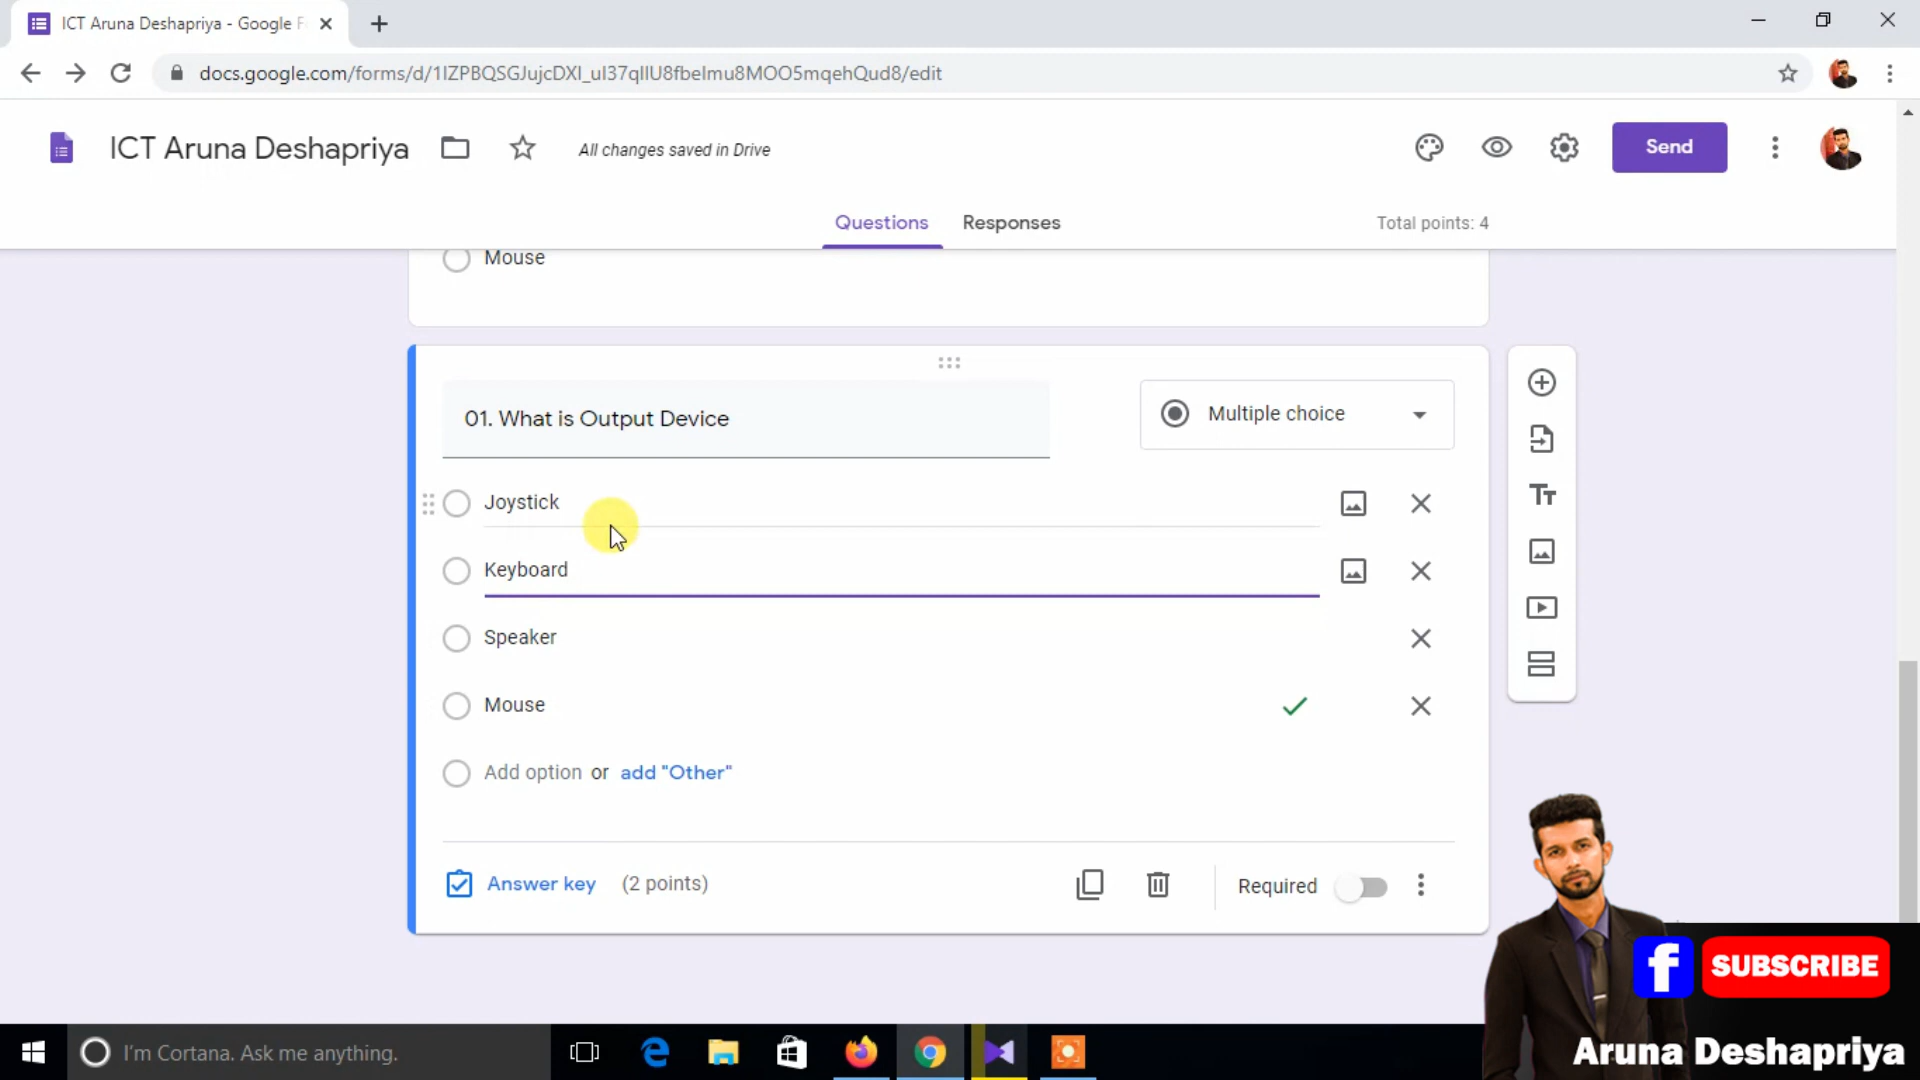 ICT Aruna Deshapriya - Google F
docs.google.com/forms/d/1IZPBQSGJujcDXI_uI37qIIU8fbeImu8MOO5mqehQud8/edit
ICT Aruna Deshapriya
All changes saved in Drive
Send
Questions
Responses
Total points: 4
Mouse
01. What is Output Device
Multiple choice
Joystick
Keyboard
Speaker
Mouse
Add option or add "Other"
Answer key (2 points)
Required
f SUBSCRIBE
Aruna Deshapriya
I'm Cortana. Ask me anything.